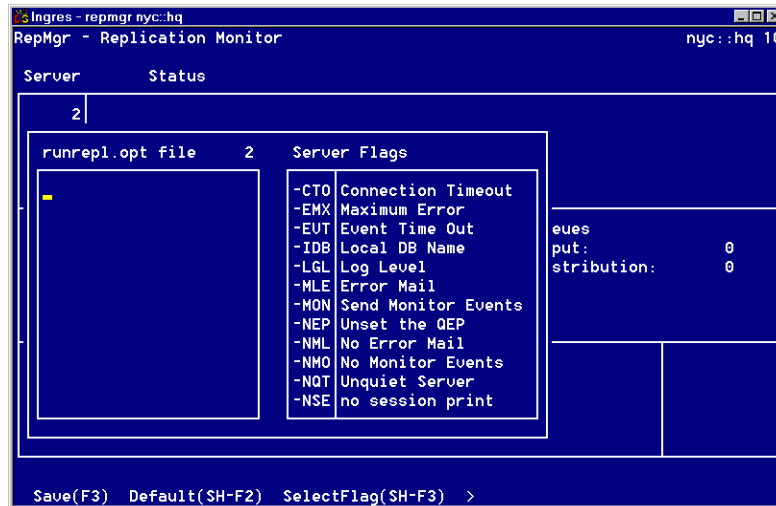 Ingres - repmgr nyc::hq
RepMgr - Replication Monitor nyc::hq 10
Server Status
2
runrepl.opt file 2 Server Flags
-CTO Connection Timeout
-EMX Maximum Error
-EVT Event Time Out eues
-IDB Local DB Name put: 0
-LGL Log Level stribution: 0
-MLE Error Mail
-MON Send Monitor Events
-NEP Unset the QEP
-NML No Error Mail
-NMO No Monitor Events
-NQT Unquiet Server
-NSE no session print
Save(F3) Default(SH-F2) SelectFlag(SH-F3) >